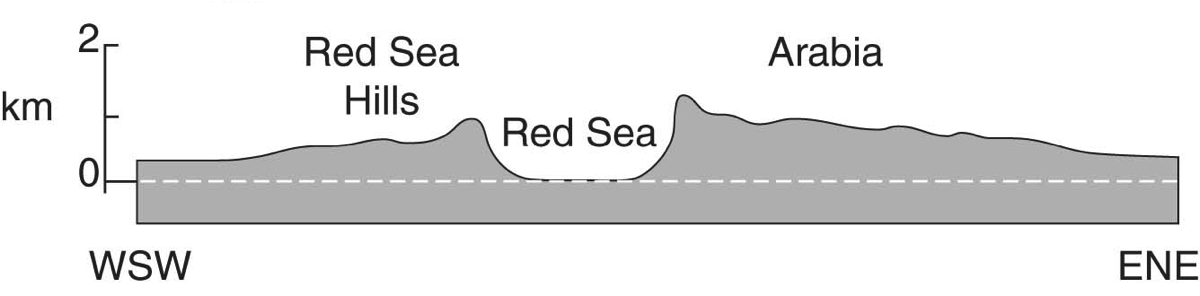 2
Red Sea
Hills
Arabia
km
Red Sea
0
WSW
ENE